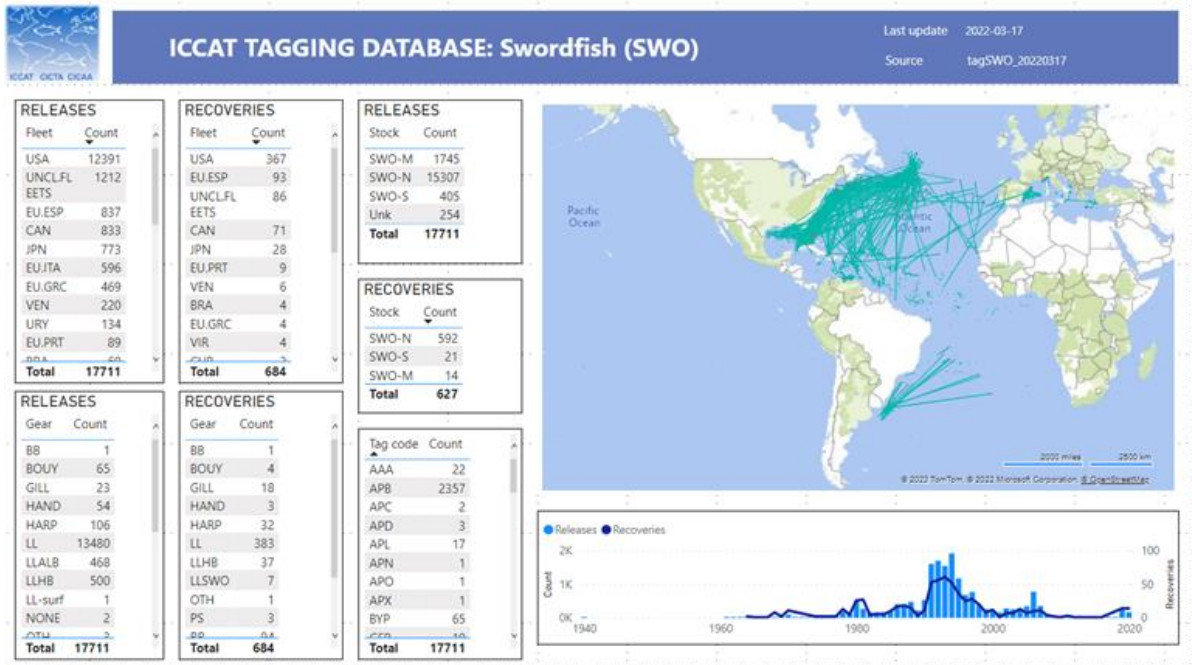 ICCAT CICTA CICAA
ICCAT TAGGING DATABASE: Swordfish (SWO)
Last update 2022-03-17
Source tagSWO_20220317
RELEASES
Fleet Count
USA 12391
UNCL.FL 1212
EETS
EU.ESP 837
CAN 833
JPN 773
EU.ITA 596
EU.GRC 469
VEN 220
URY 134
EU.PRT 89
Total 17711
RECOVERIES
Fleet Count
USA 367
EU.ESP 93
UNCL.FL 86
EETS
CAN 71
JPN 28
EU.PRT 9
VEN 6
BRA 4
EU.GRC 4
VIR 4
Total 684
RELEASES
Stock Count
SWO-M 1745
SWO-N 15307
SWO-S 405
Unk 254
Total 17711
RECOVERIES
Stock Count
SWO-N 592
SWO-S 21
SWO-M 14
Total 627
RELEASES
Gear Count
BB 1
BOUY 65
GILL 23
HAND 54
HARP 106
LL 13480
LLALB 468
LLHB 500
LL-surf 1
NONE 2
Total 17711
RECOVERIES
Gear Count
BB 1
BOUY 4
GILL 18
HAND 3
HARP 32
LL 383
LLHB 37
LLSWO 7
OTH 1
PS 3
Total 684
Tag code Count
AAA 22
APB 2357
APC 2
APD 3
APL 17
APN 1
APO 1
APX 1
BYP 65
Total 17711
Pacific
Ocean
Ocean
2000 miles 2500 km
© 2022 TomTom, © 2022 Microsoft Corporation, © OpenStreetMap
Releases Recoveries
2K 100
1K 50
0K 0
Count
Recoveries
1940 1960 1980 2000 2020